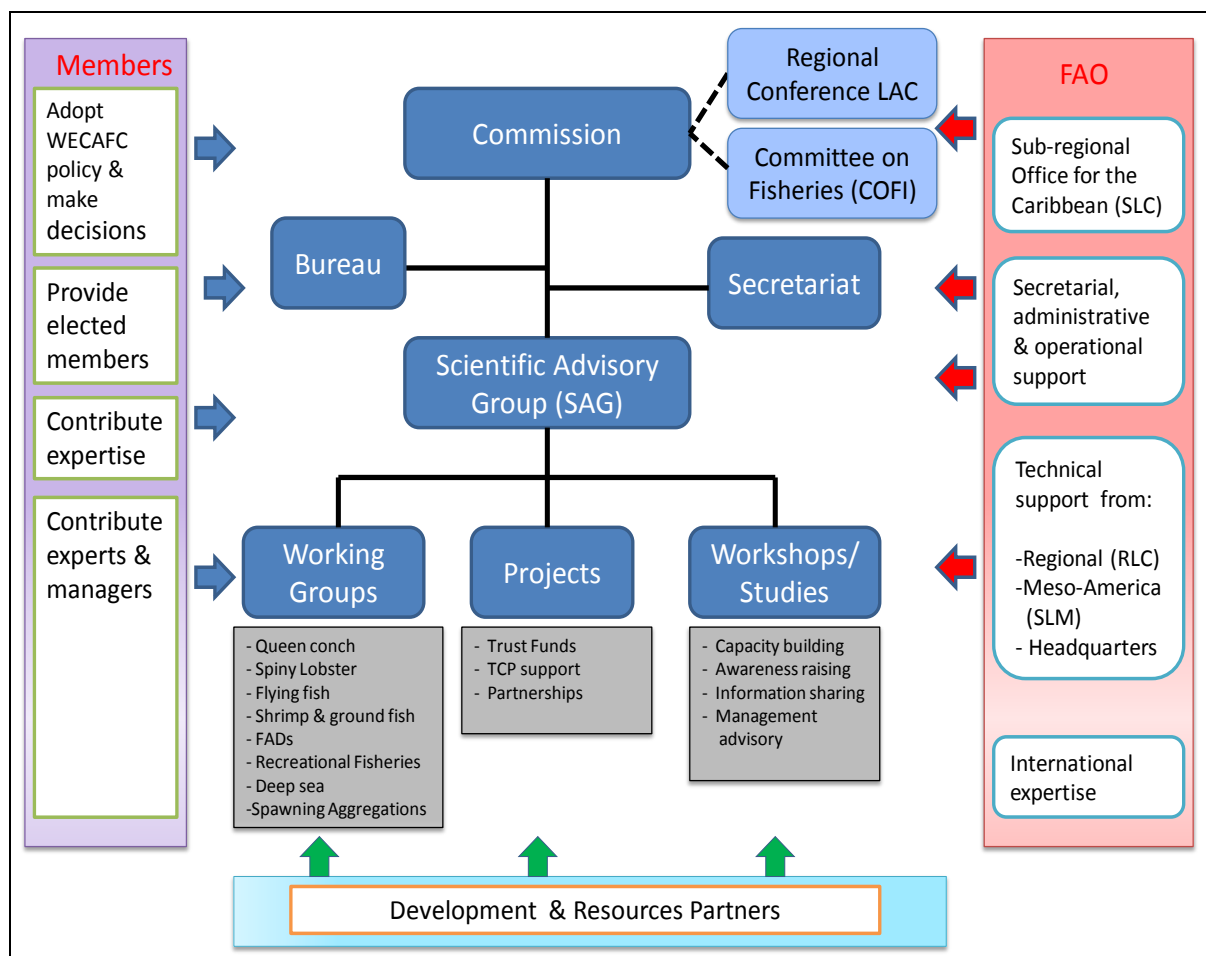 Members
Adopt
WECAFC
policy &
make
decisions
Provide
elected
members
Contribute
expertise
Contribute
experts &
managers
Commission
Regional
Conference LAC
Committee on
Fisheries (COFI)
Bureau
Secretariat
Scientific Advisory
Group (SAG)
Working
Groups
Projects
Workshops/
Studies
- Queen conch
- Spiny Lobster
- Flying fish
- Shrimp & ground fish
- FADs
- Recreational Fisheries
- Deep sea
-Spawning Aggregations
- Trust Funds
- TCP support
- Partnerships
- Capacity building
- Awareness raising
- Information sharing
- Management
advisory
FAO
Sub-regional
Office for the
Caribbean (SLC)
Secretarial,
administrative
& operational
support
Technical
support from:
-Regional (RLC)
-Meso-America
(SLM)
- Headquarters
International
expertise
Development & Resources Partners